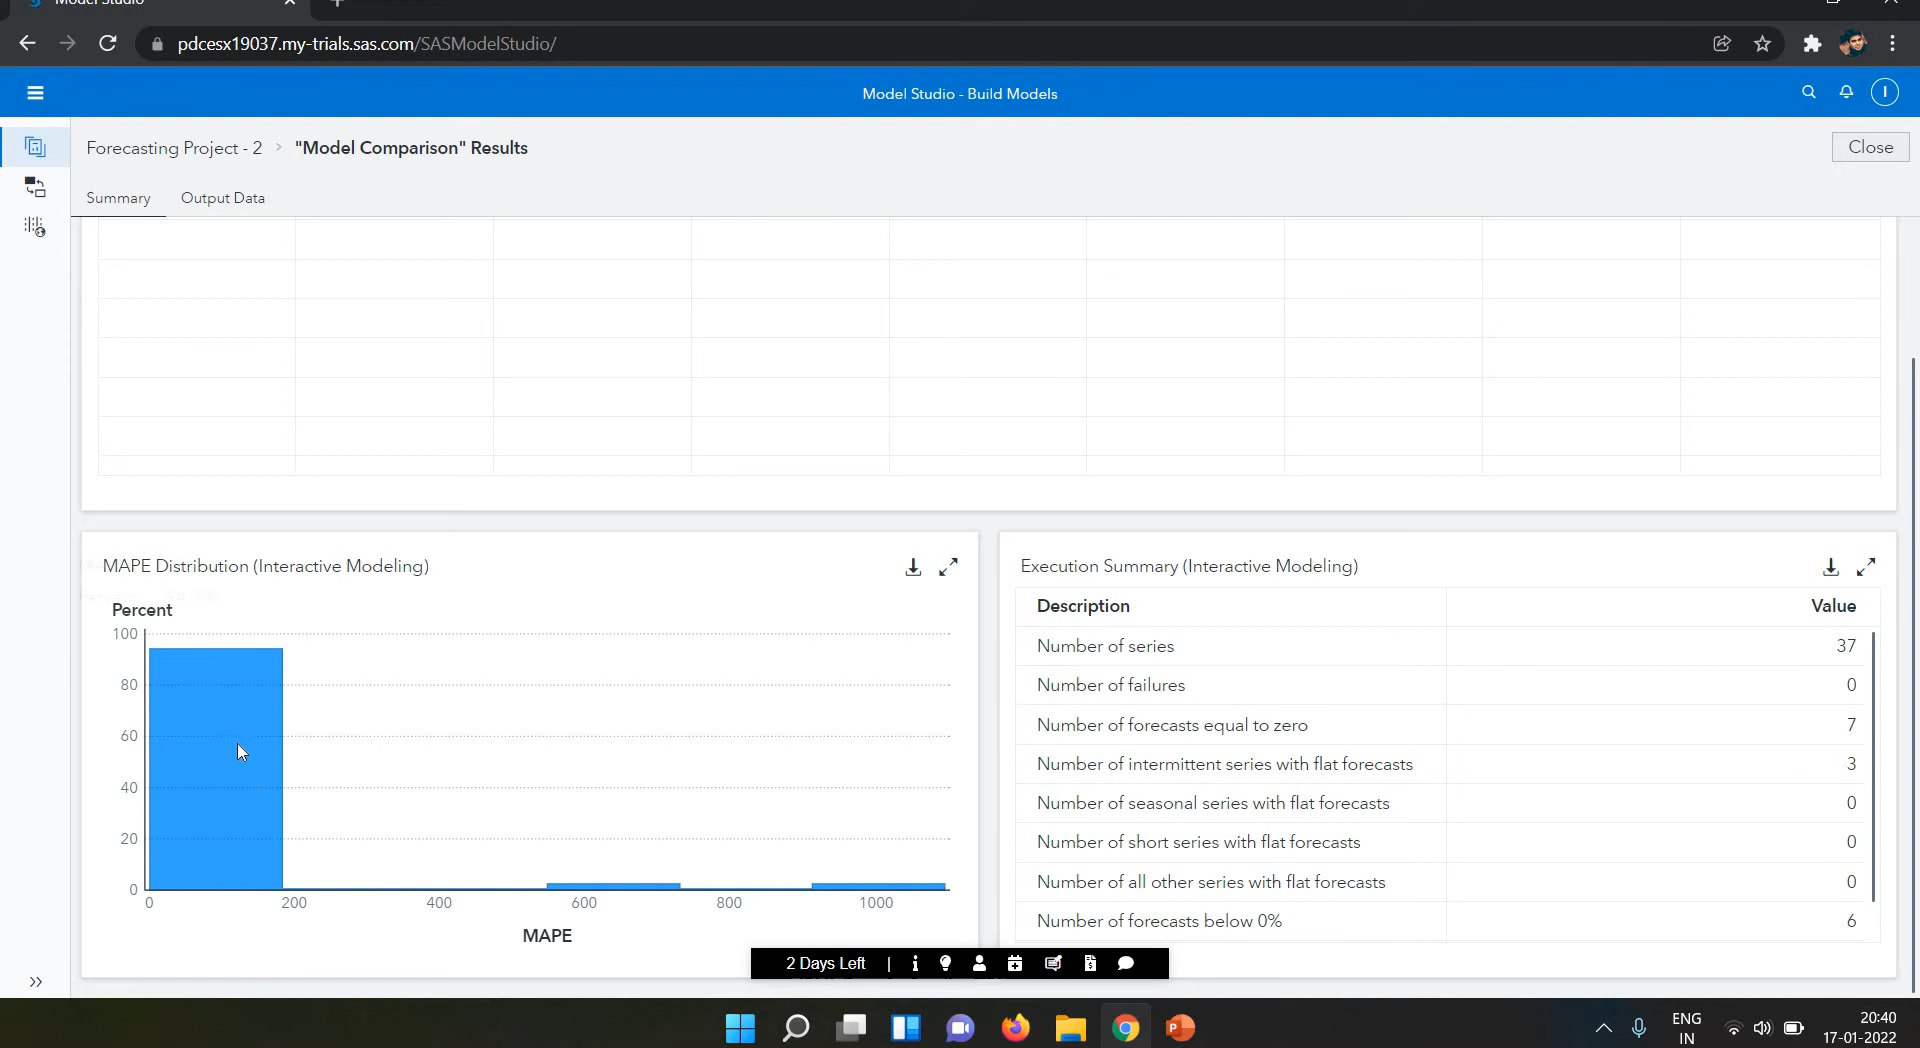 Model Studio
pdcesx19037.my-trials.sas.com/SASModelStudio/
Model Studio - Build Models
I
Forecasting Project - 2 > "Model Comparison" Results
Close
Summary Output Data
MAPE Distribution (Interactive Modeling)
Percent
100
80
60
40
20
0
0 200 400 600 800 1000
MAPE
Execution Summary (Interactive Modeling)
Description Value
Number of series 37
Number of failures 0
Number of forecasts equal to zero 7
Number of intermittent series with flat forecasts 3
Number of seasonal series with flat forecasts 0
Number of short series with flat forecasts 0
Number of all other series with flat forecasts 0
Number of forecasts below 0% 6
2 Days Left |
ENG
IN
20:40
17-01-2022